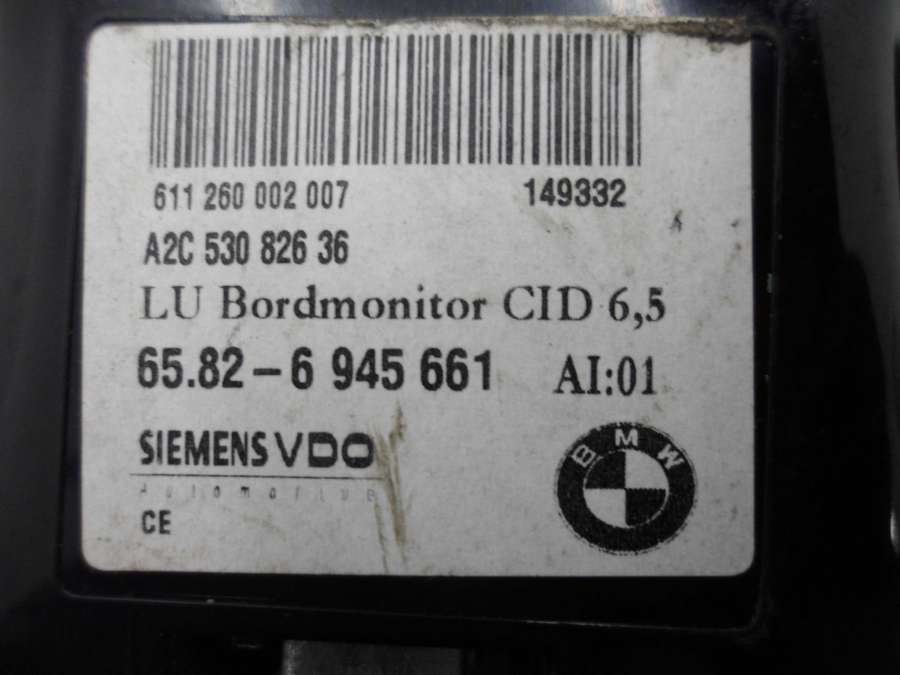 611 260 002 007 149332
A2C 530 826 36
LU Bordmonitor CID 6,5
65.82-6 945 661 AI:01
SIEMENS VDO
Automotive
CE
BMW